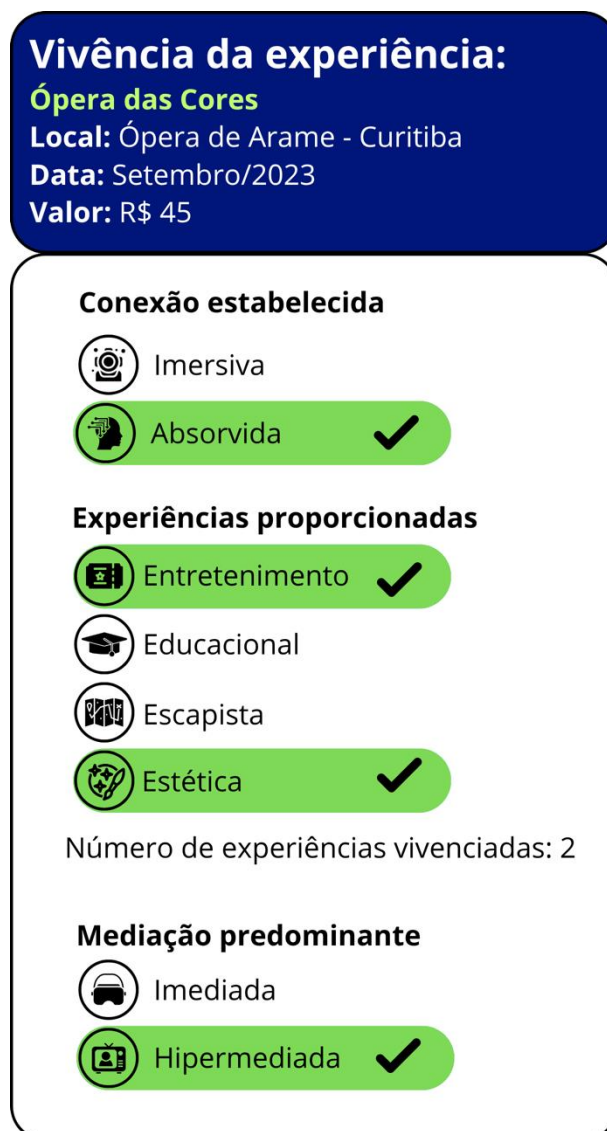 Vivência da experiência:
Ópera das Cores
Local: Ópera de Arame - Curitiba
Data: Setembro/2023
Valor: R$ 45
Conexão estabelecida
Imersiva
Absorvida
Experiências proporcionadas
Entretenimento
Educacional
Escapista
Estética
Número de experiências vivenciadas: 2
Mediação predominante
Imediada
Hipermediada